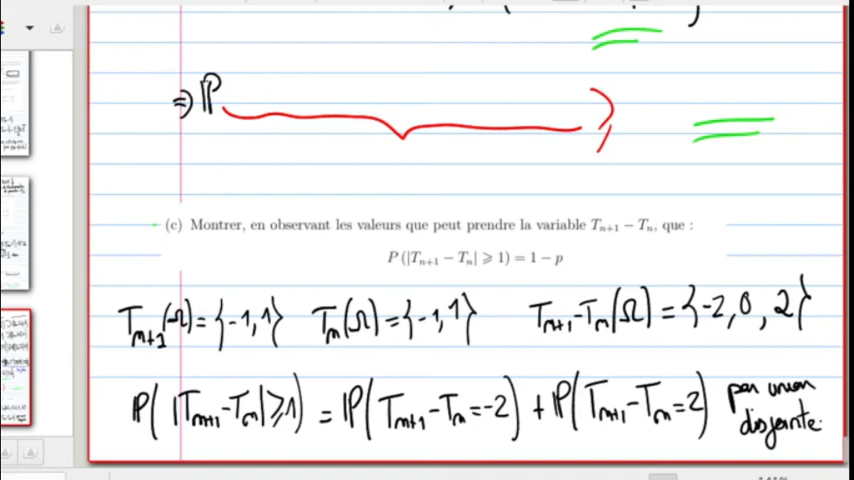 ⇒ ℙ )
(c) Montrer, en observant les valeurs que peut prendre la variable Tₙ₊₁ − Tₙ, que :
P (|Tₙ₊₁ − Tₙ| ⩾ 1) = 1 − p
Tₙ₊₁(Ω) = {-1, 1} Tₙ(Ω) = {-1, 1} Tₙ₊₁-Tₙ(Ω) = {-2, 0, 2}
ℙ( |Tₙ₊₁-Tₙ| ⩾ 1) = ℙ(Tₙ₊₁-Tₙ = -2) + ℙ(Tₙ₊₁-Tₙ = 2) par union
disjointe.